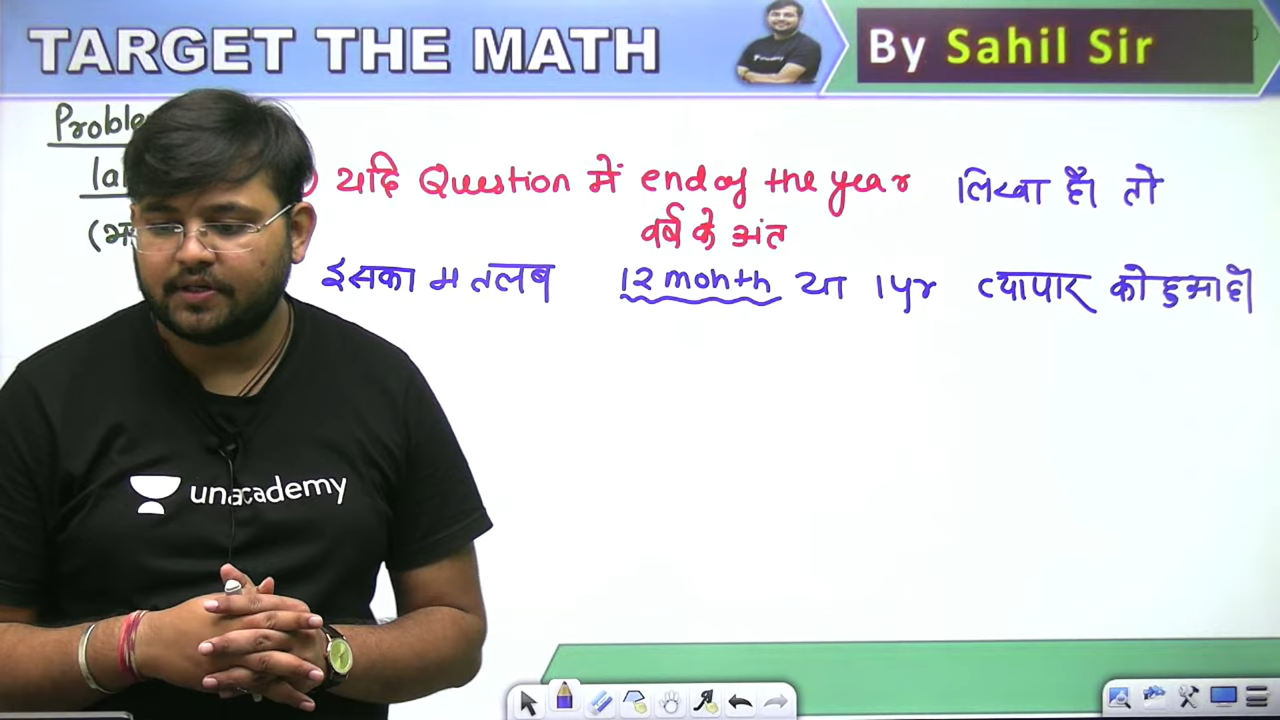 TARGET THE MATH
By Sahil Sir
यदि Question में end of the year लिखा है। तो
वर्ष के अंत
इसका मतलब 12 month या 1yr व्यापार को हुआ है।
unacademy